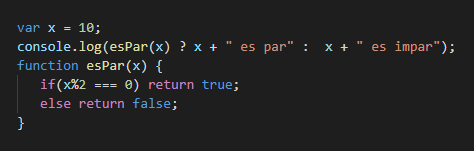 var x = 10;
console.log(esPar(x) ? x + " es par" :  x + " es impar");
function esPar(x) {
   if(x%2 === 0) return true;
   else return false;
}